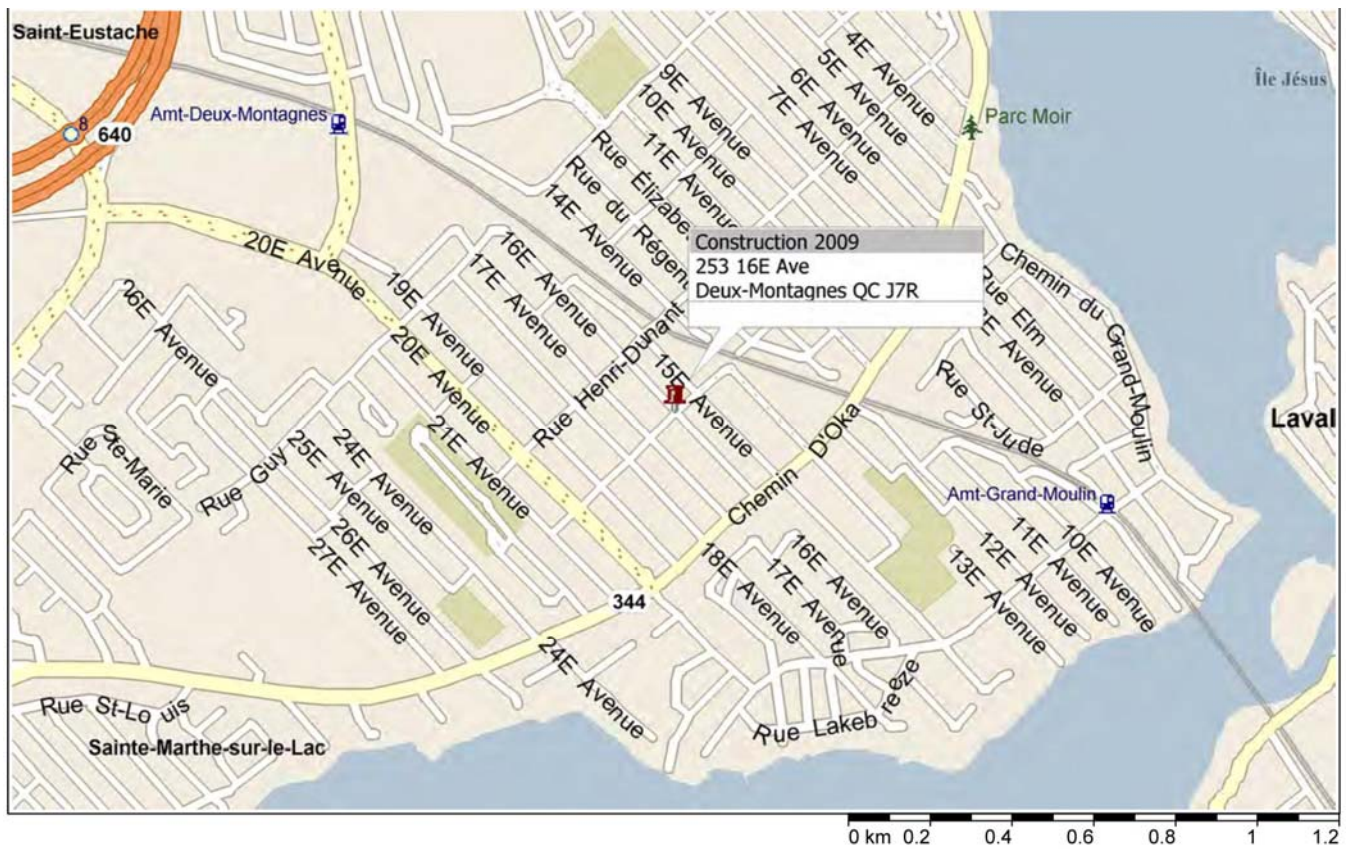 Saint-Eustache
4E Avenue
5E Avenue
6E Avenue
7E Avenue
9E Avenue
10E Avenue
11E Avenue
Île Jésus
Amt-Deux-Montagnes
8
640
Parc Moir
Rue Élizabe
Rue du Régent
14E Avenue
Construction 2009
253 16E Ave
Deux-Montagnes QC J7R
20E Avenue
16E Avenue
17E Avenue
19E Avenue
20E Avenue
26E Avenue
Rue Henri-Dunant
15E Avenue
Chemin du Grand-Moulin
Rue Elm
E Avenue
Rue St-Jude
Laval
Rue Ste-Marie
Rue Guy
21E Avenue
24E Avenue
25E Avenue
26E Avenue
27E Avenue
Chemin D'Oka
Amt-Grand-Moulin
10E Avenue
11E Avenue
12E Avenue
13E Avenue
16E Avenue
17E Avenue
18E Avenue
344
24E Avenue
Rue Lakeb reeze
Rue St-Lo uis
Sainte-Marthe-sur-le-Lac
0 km 0.2 0.4 0.6 0.8 1 1.2